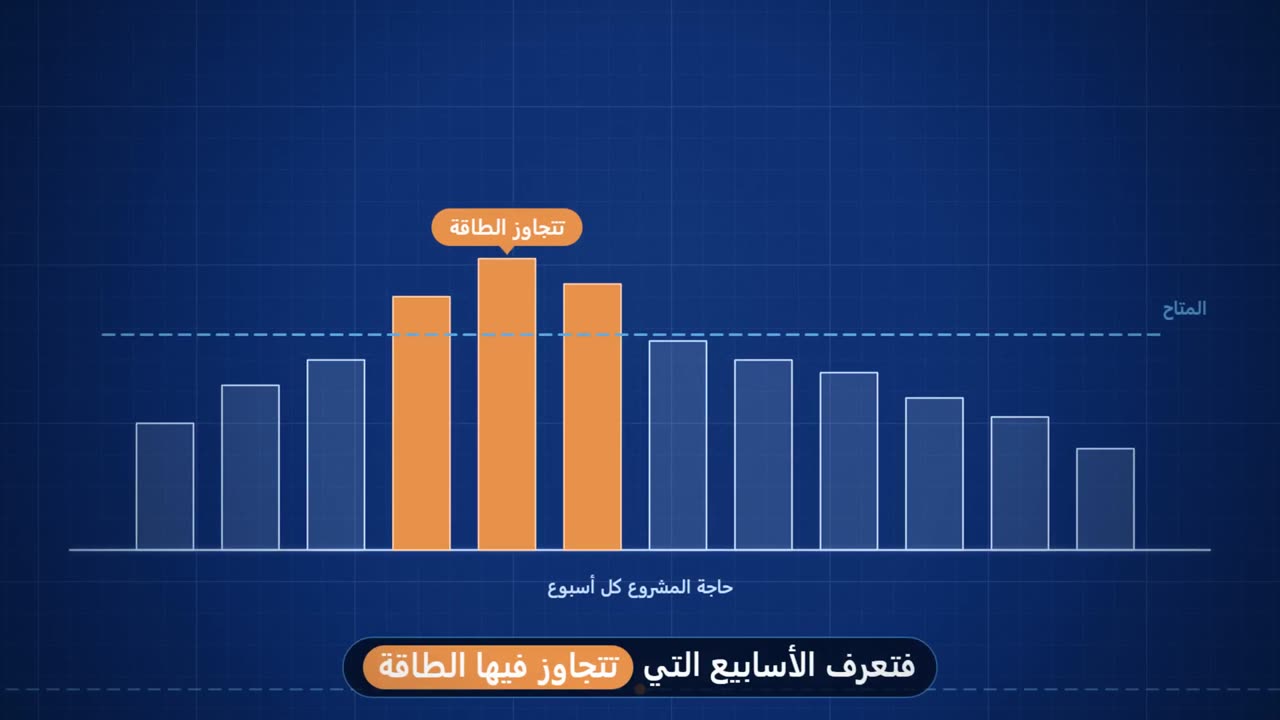 تتجاوز الطاقة
المتاح
حاجة المشروع كل أسبوع
فتعرف الأسابيع التي تتجاوز فيها الطاقة